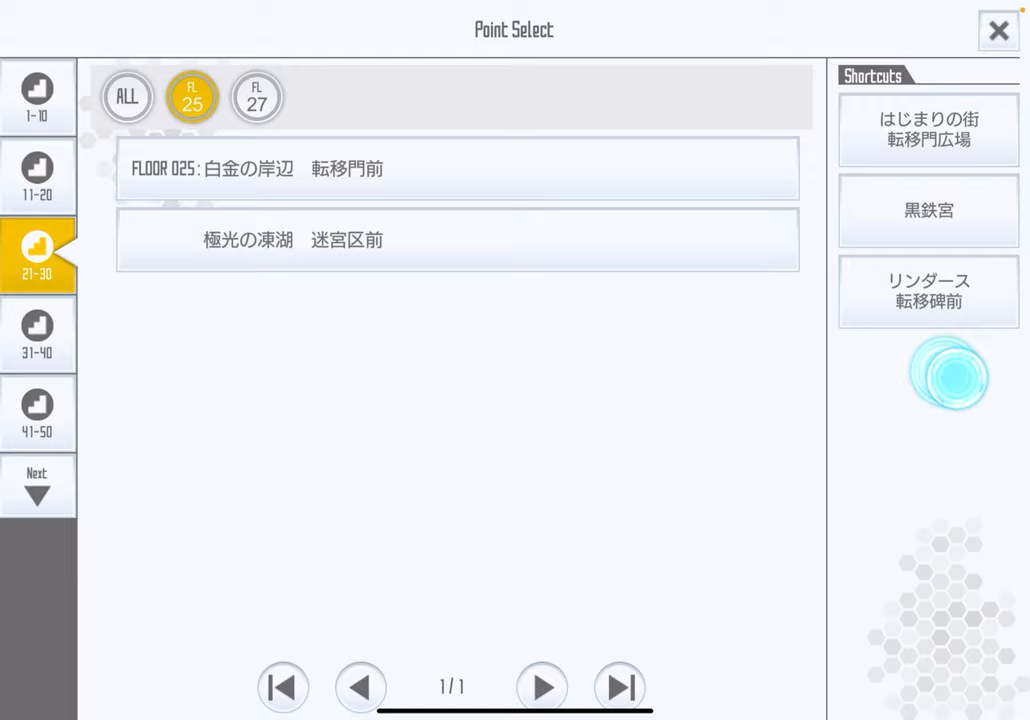 Point Select
1-10
11-20
21-30
31-40
41-50
Next
ALL
FL
25
FL
27
FLOOR 025: 白金の岸辺　転移門前
極光の凍湖　迷宮区前
1/1
Shortcuts
はじまりの街
転移門広場
黒鉄宮
リンダース
転移碑前